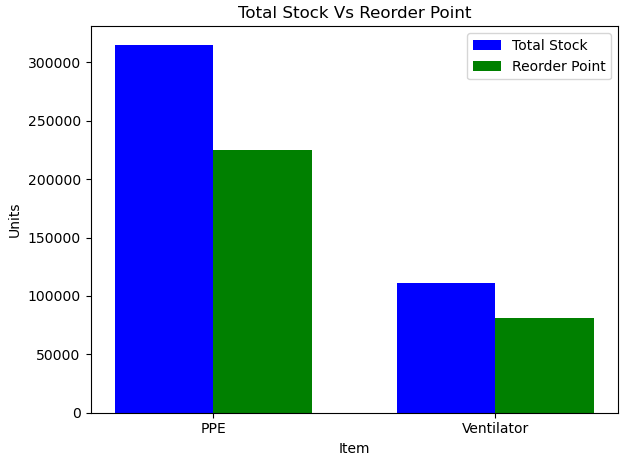 Total Stock Vs Reorder Point
Total Stock
Reorder Point
300000
250000
200000
150000
100000
50000
0
Units
PPE
Ventilator
Item